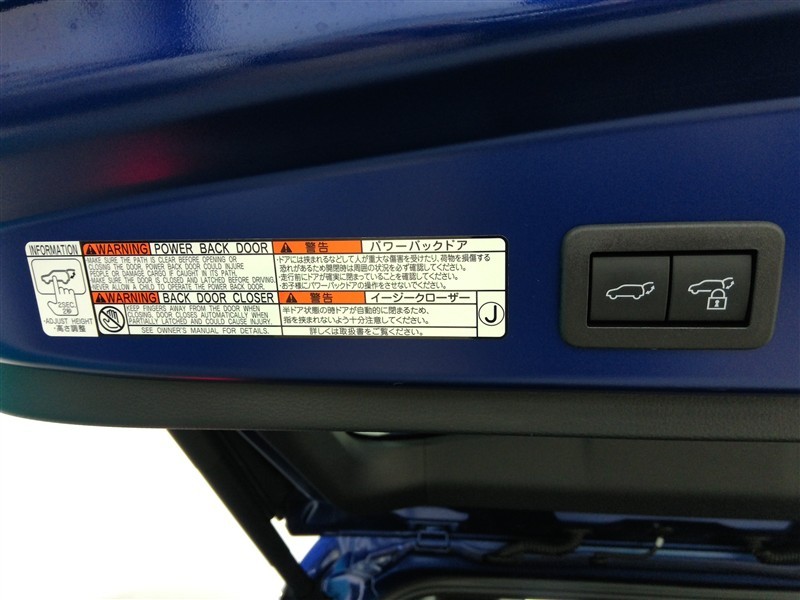 INFORMATION
2SEC.
2秒
・ADJUST HEIGHT
・高さ調整
WARNING POWER BACK DOOR
・MAKE SURE THE PATH IS CLEAR BEFORE OPENING OR
CLOSING THE DOOR. POWER BACK DOOR COULD INJURE
PEOPLE OR DAMAGE CARGO IF CAUGHT IN ITS PATH.
・MAKE SURE THE DOOR IS CLOSED AND LATCHED BEFORE DRIVING.
・NEVER ALLOW A CHILD TO OPERATE THE POWER BACK DOOR.
警告 パワーバックドア
・ドアには挟まれるなどして人が重大な傷害を受けたり、荷物を損傷する
恐れがあるため開閉時は周囲の状況を必ず確認してください。
・走行前にドアが確実に閉まっていることを確認してください。
・お子様にパワーバックドアの操作をさせないでください。
WARNING BACK DOOR CLOSER
KEEP FINGERS AWAY FROM THE DOOR WHEN
CLOSING. DOOR CLOSES AUTOMATICALLY WHEN
PARTIALLY LATCHED AND COULD CAUSE INJURY.
SEE OWNER'S MANUAL FOR DETAILS.
警告 イージークローザー
半ドア状態の時ドアが自動的に閉まるため、
指を挟まれないよう十分注意してください。
詳しくは取扱書をご覧ください。
J